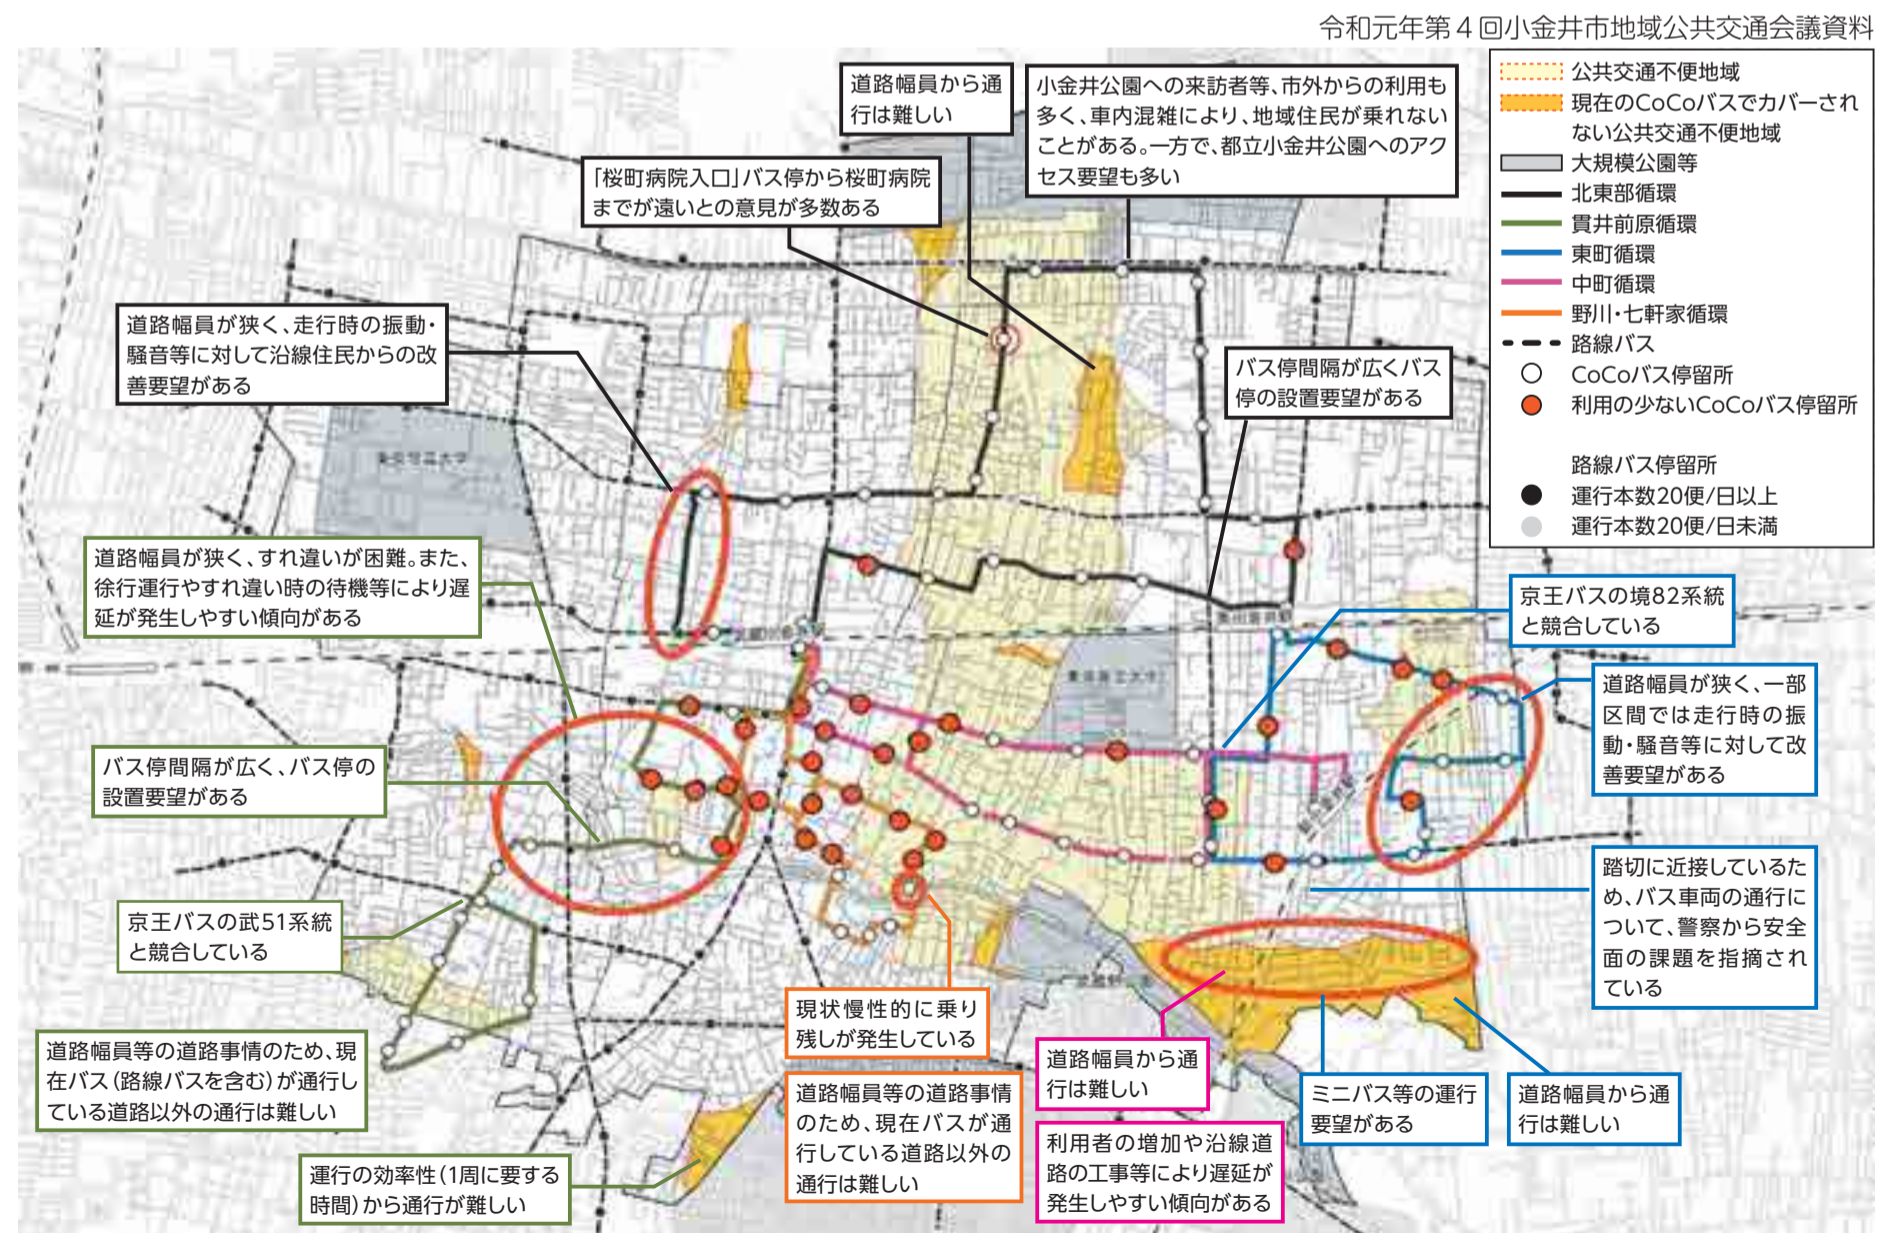 令和元年第4回小金井市地域公共交通会議資料
公共交通不便地域
現在のCoCoバスでカバーされ
ない公共交通不便地域
大規模公園等
北東部循環
貫井前原循環
東町循環
中町循環
野川・七軒家循環
路線バス
CoCoバス停留所
利用の少ないCoCoバス停留所
路線バス停留所
運行本数20便/日以上
運行本数20便/日未満
道路幅員から通
行は難しい
小金井公園への来訪者等、市外からの利用も
多く、車内混雑により、地域住民が乗れない
ことがある。一方で、都立小金井公園へのアク
セス要望も多い
「桜町病院入口」バス停から桜町病院
までが遠いとの意見が多数ある
道路幅員が狭く、走行時の振動・
騒音等に対して沿線住民からの改
善要望がある
バス停間隔が広くバス
停の設置要望がある
道路幅員が狭く、すれ違いが困難。また、
徐行運行やすれ違い時の待機等により遅
延が発生しやすい傾向がある
京王バスの境82系統
と競合している
道路幅員が狭く、一部
区間では走行時の振
動・騒音等に対して改
善要望がある
バス停間隔が広く、バス停の
設置要望がある
踏切に近接しているた
め、バス車両の通行に
ついて、警察から安全
面の課題を指摘され
ている
京王バスの武51系統
と競合している
現状慢性的に乗り
残しが発生している
道路幅員等の道路事情のため、現
在バス(路線バスを含む)が通行し
ている道路以外の通行は難しい
道路幅員から通
行は難しい
道路幅員等の道路事情
のため、現在バスが通
行している道路以外の
通行は難しい
ミニバス等の運行
要望がある
道路幅員から通
行は難しい
利用者の増加や沿線道
路の工事等により遅延が
発生しやすい傾向がある
運行の効率性(1周に要する
時間)から通行が難しい